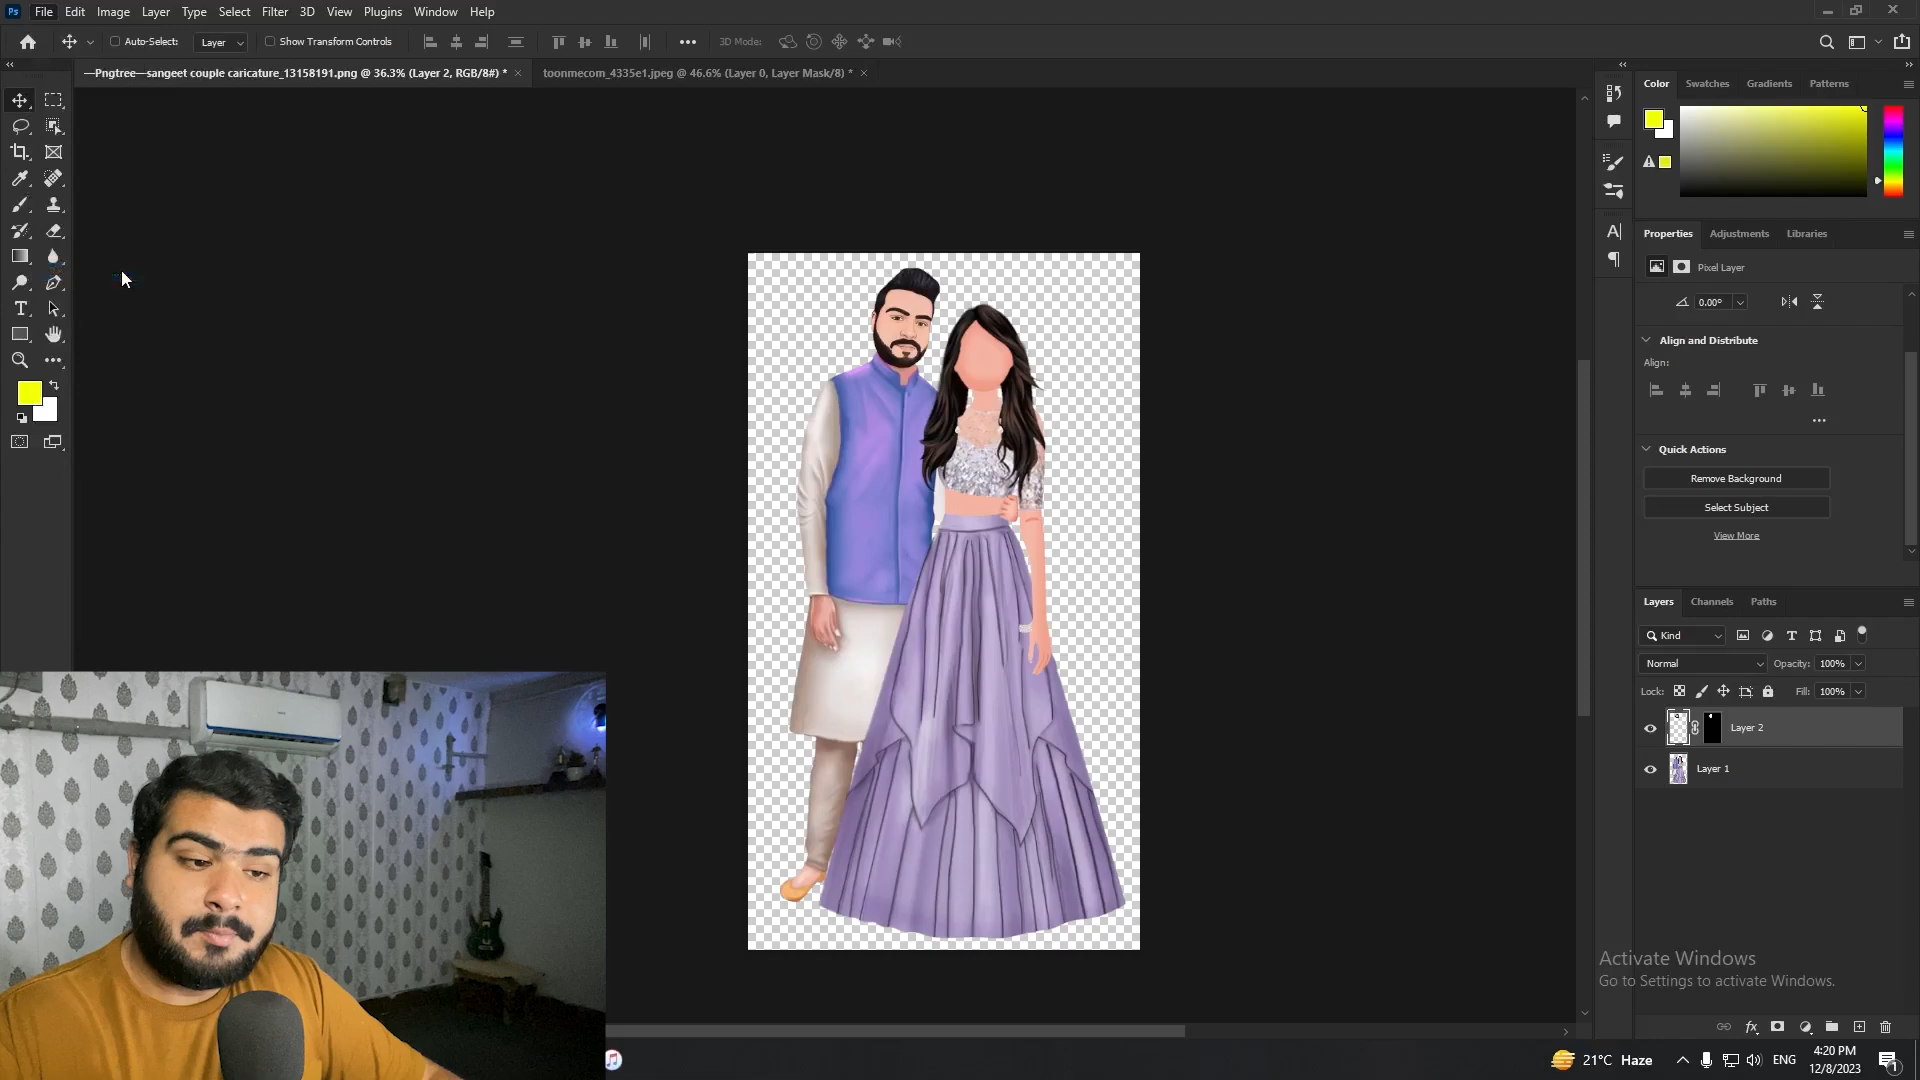 Ps File Edit Image Layer Type Select Filter 3D View Plugins Window Help
Auto-Select: Layer Show Transform Controls 3D Mode:
—Pngtree—sangeet couple caricature_13158191.png @ 36.3% (Layer 2, RGB/8#) * × toonmecom_4335e1.jpeg @ 46.6% (Layer 0, Layer Mask/8) * ×
Color Swatches Gradients Patterns
Properties Adjustments Libraries
Pixel Layer
0.00°
Align and Distribute
Align:
Quick Actions
Remove Background
Select Subject
View More
Layers Channels Paths
Kind
Normal Opacity: 100%
Lock: Fill: 100%
Layer 2
Layer 1
Activate Windows
Go to Settings to activate Windows.
21°C Haze ENG 4:20 PM
12/8/2023
1